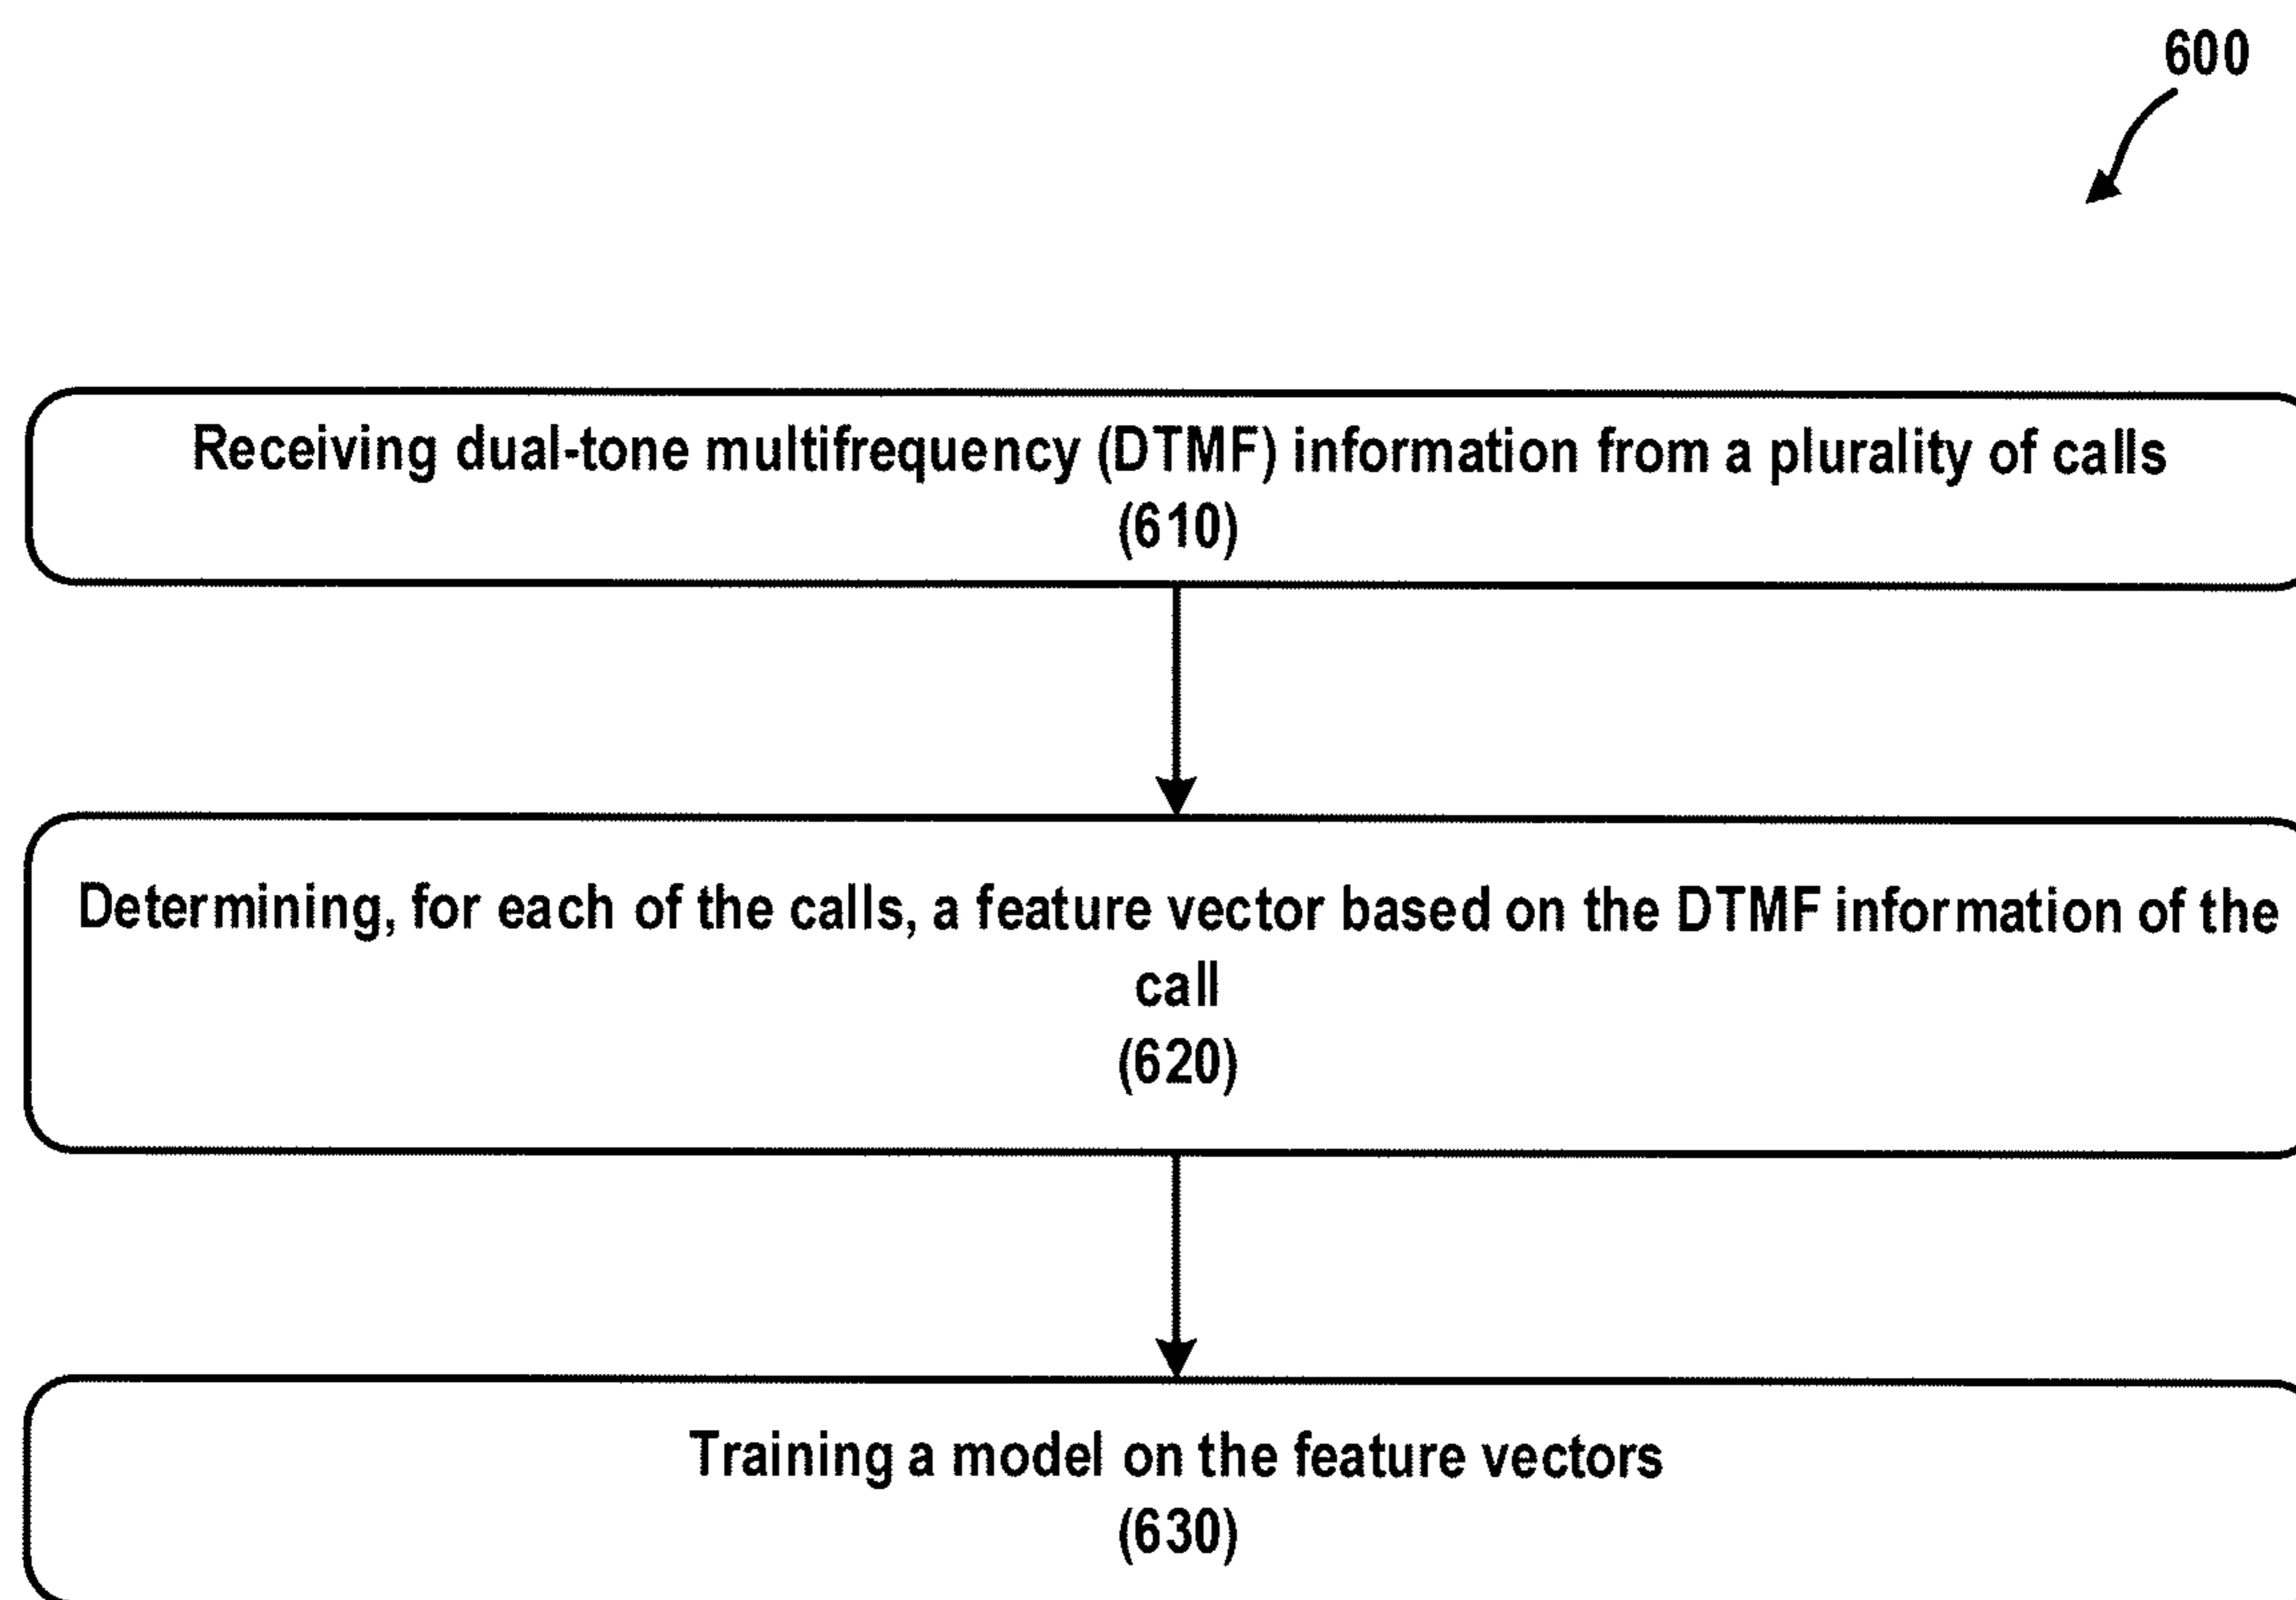 600
Receiving dual-tone multifrequency (DTMF) information from a plurality of calls
(610)
Determining, for each of the calls, a feature vector based on the DTMF information of the
call
(620)
Training a model on the feature vectors
(630)